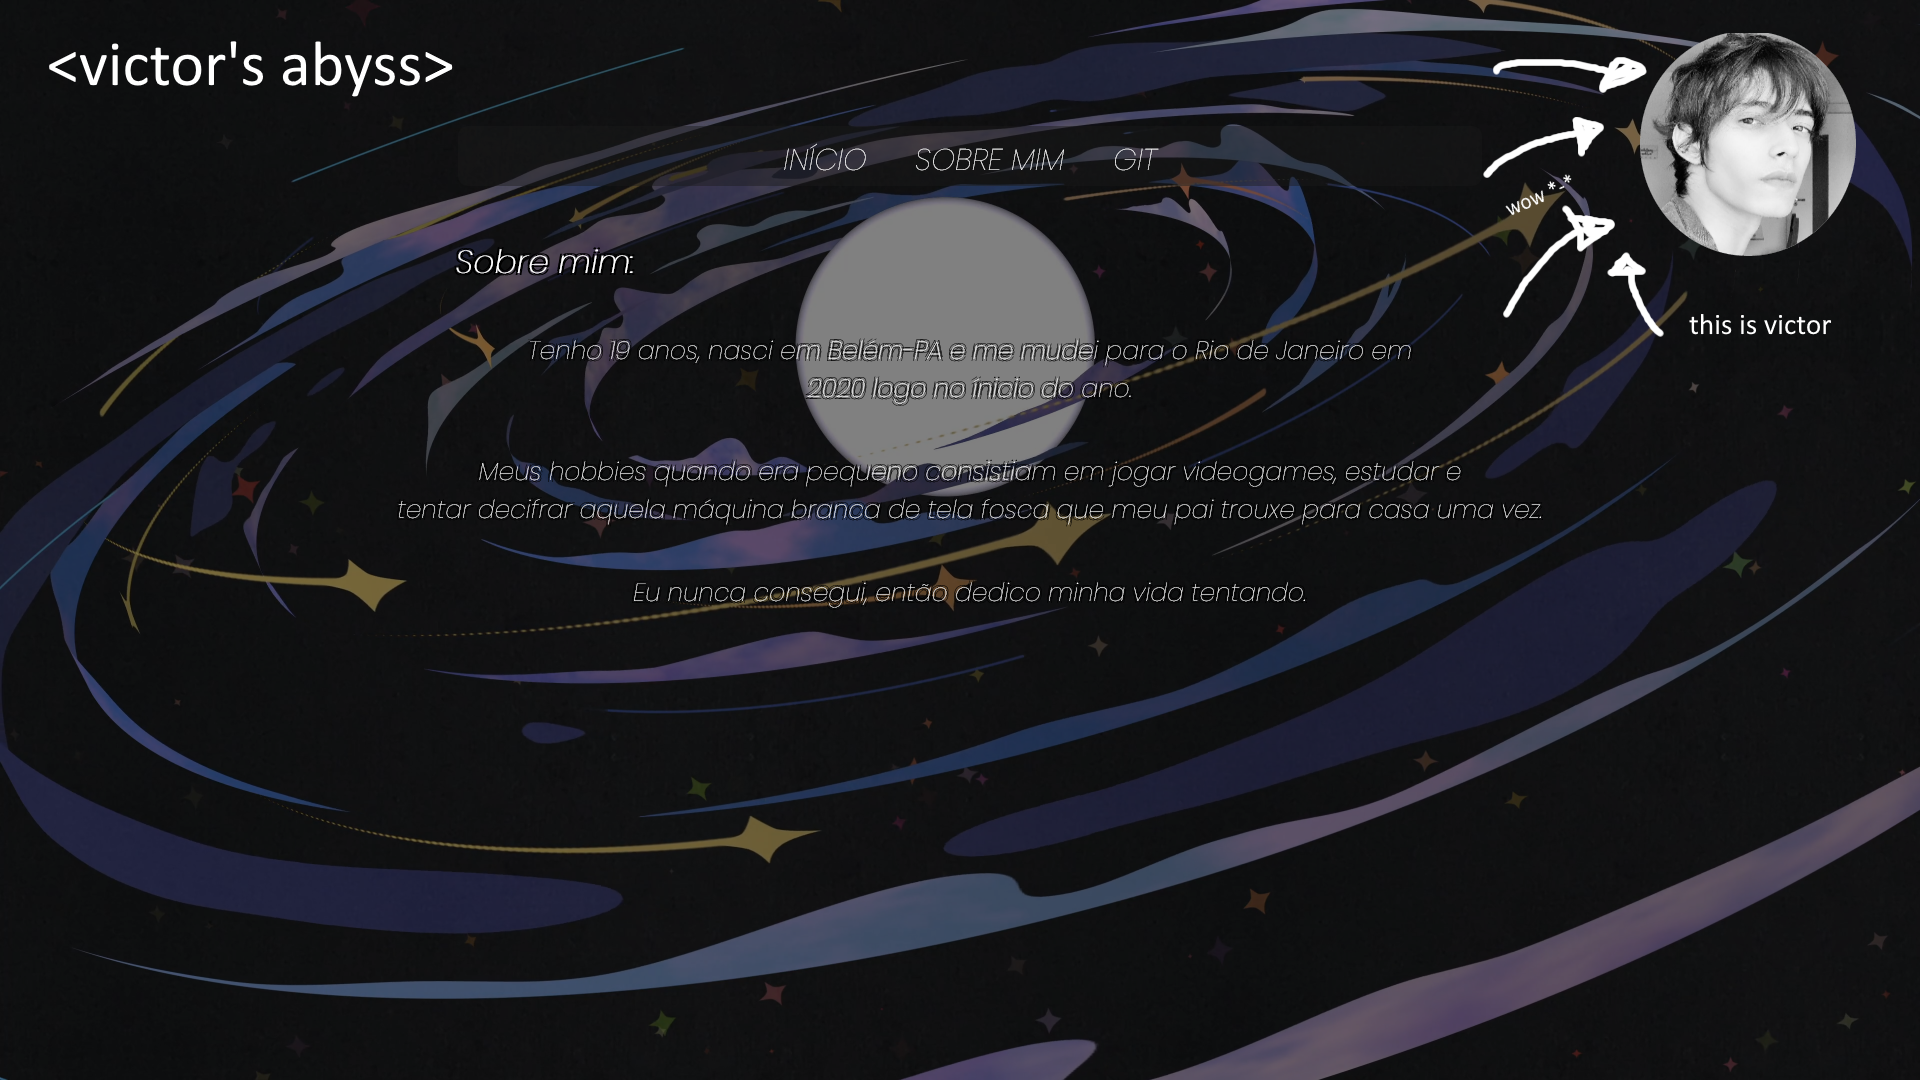 <victor's abyss>
INÍCIO SOBRE MIM GIT
wow *-*
this is victor
Sobre mim:
Tenho 19 anos, nasci em Belém-PA e me mudei para o Rio de Janeiro em
2020 logo no ínicio do ano.
Meus hobbies quando era pequeno consistiam em jogar videogames, estudar e
tentar decifrar aquela máquina branca de tela fosca que meu pai trouxe para casa uma vez.
Eu nunca consegui, então dedico minha vida tentando.